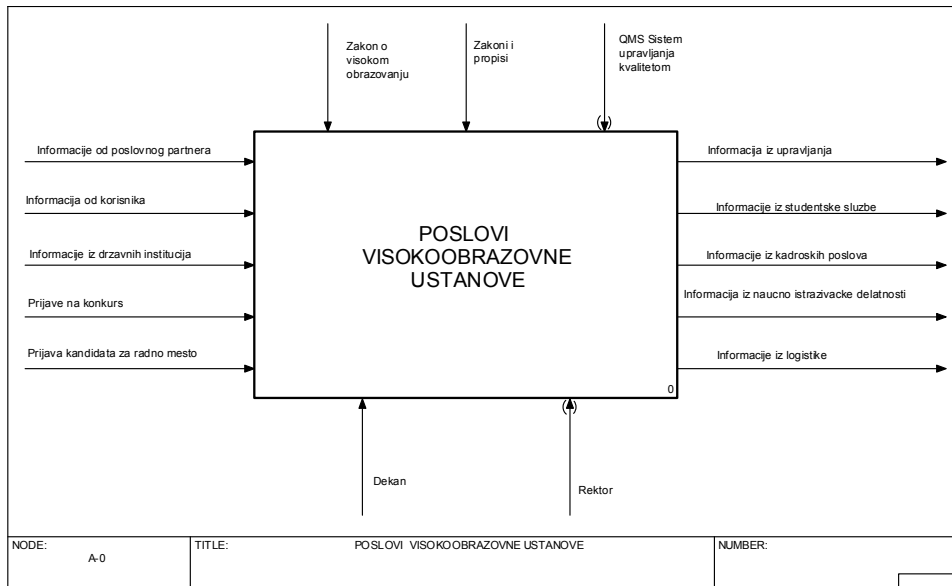 Zakon o
visokom
obrazovanju
Zakoni i
propisi
QMS Sistem
upravljanja
kvalitetom
Informacije od poslovnog partnera
Informacija od korisnika
Informacije iz drzavnih institucija
Prijave na konkurs
Prijava kandidata za radno mesto
POSLOVI
VISOKOOBRAZOVNE
USTANOVE
0
Informacija iz upravljanja
Informacije iz studentske sluzbe
Informacije iz kadroskih poslova
Informacija iz naucno istrazivacke delatnosti
Informacije iz logistike
Dekan
Rektor
NODE:
A-0
TITLE:
POSLOVI VISOKOOBRAZOVNE USTANOVE
NUMBER: